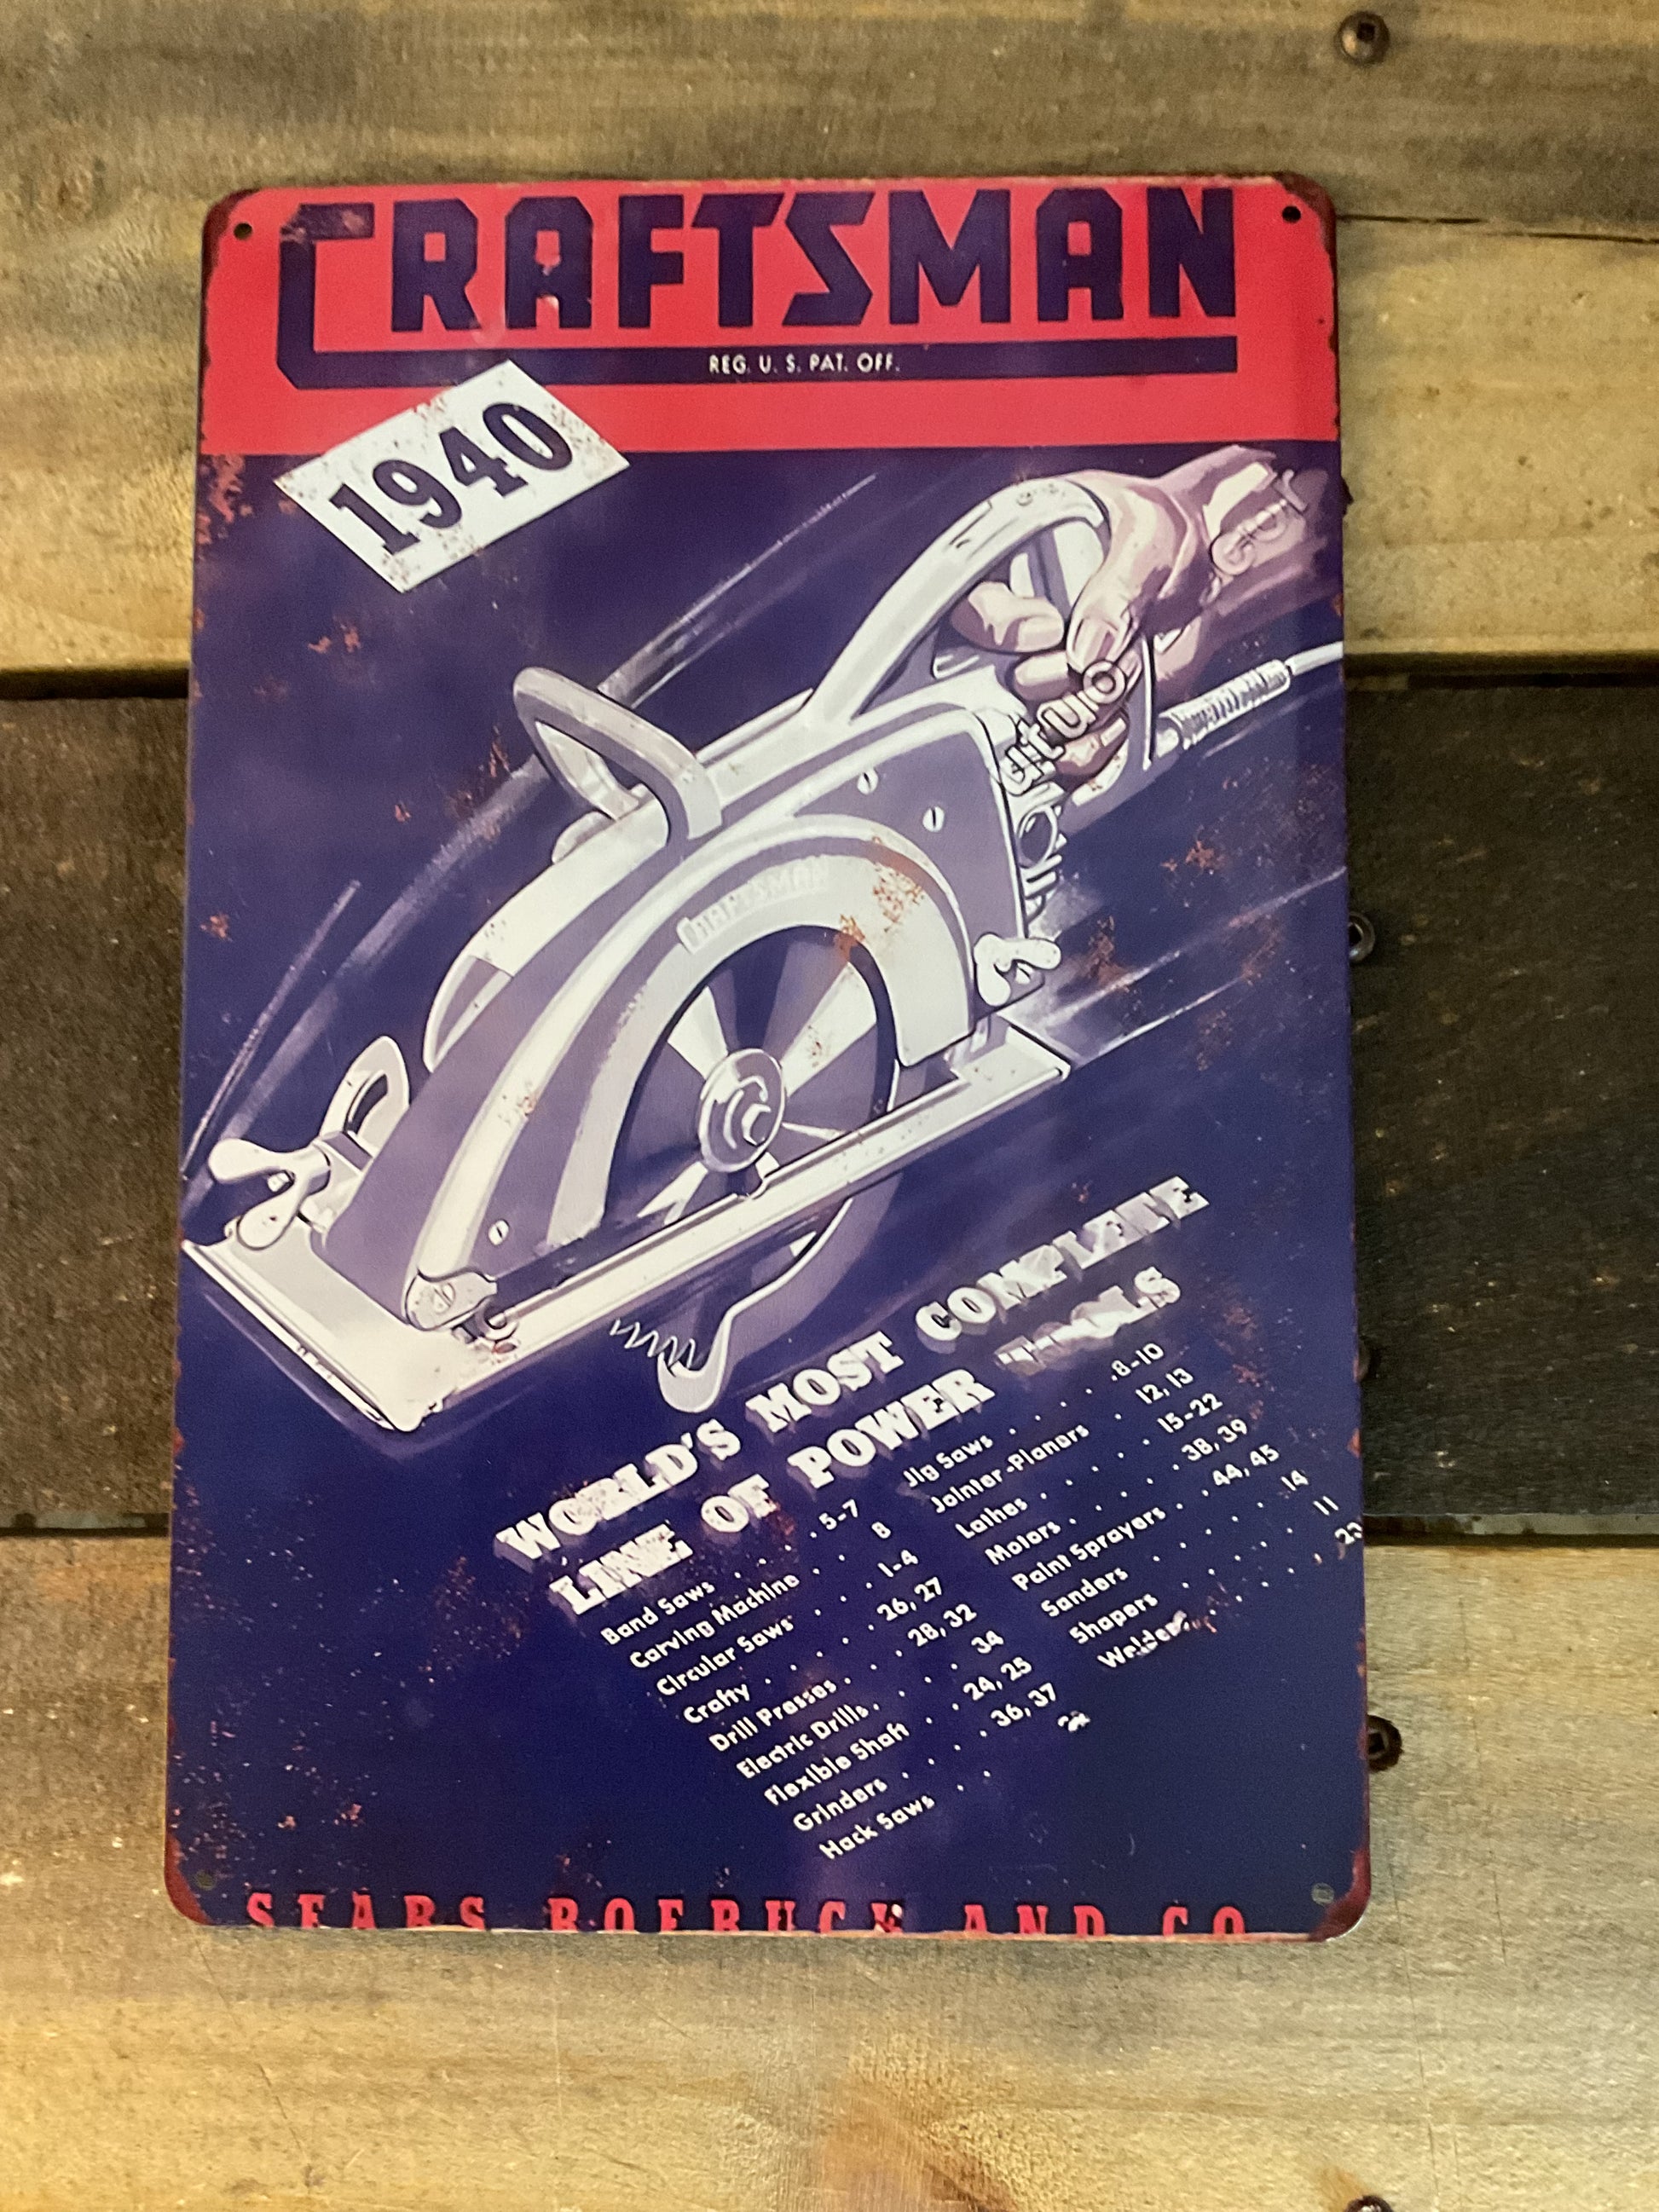 CRAFTSMAN
REG. U. S. PAT. OFF.
1940
CRAFTSMAN
WORLD'S MOST COMPLETE
LINE OF POWER TOOLS
Band Saws . . . 5-7
Carving Machine . . 8
Circular Saws . . . 1-4
Crafty . . . . . 26, 27
Drill Presses . . . 28, 32
Electric Drills . . . . 34
Flexible Shaft . . 24, 25
Grinders . . . . 36, 37
Hack Saws . .
Jig Saws . . . . . 8-10
Jointer-Planers . 12, 13
Lathes . . . . . 15-22
Motors . . . . . 38, 39
Paint Sprayers . . 44, 45
Sanders . . . . . 14
Shapers . . . . . 11
Welders . . . . .
SEARS ROEBUCK AND CO